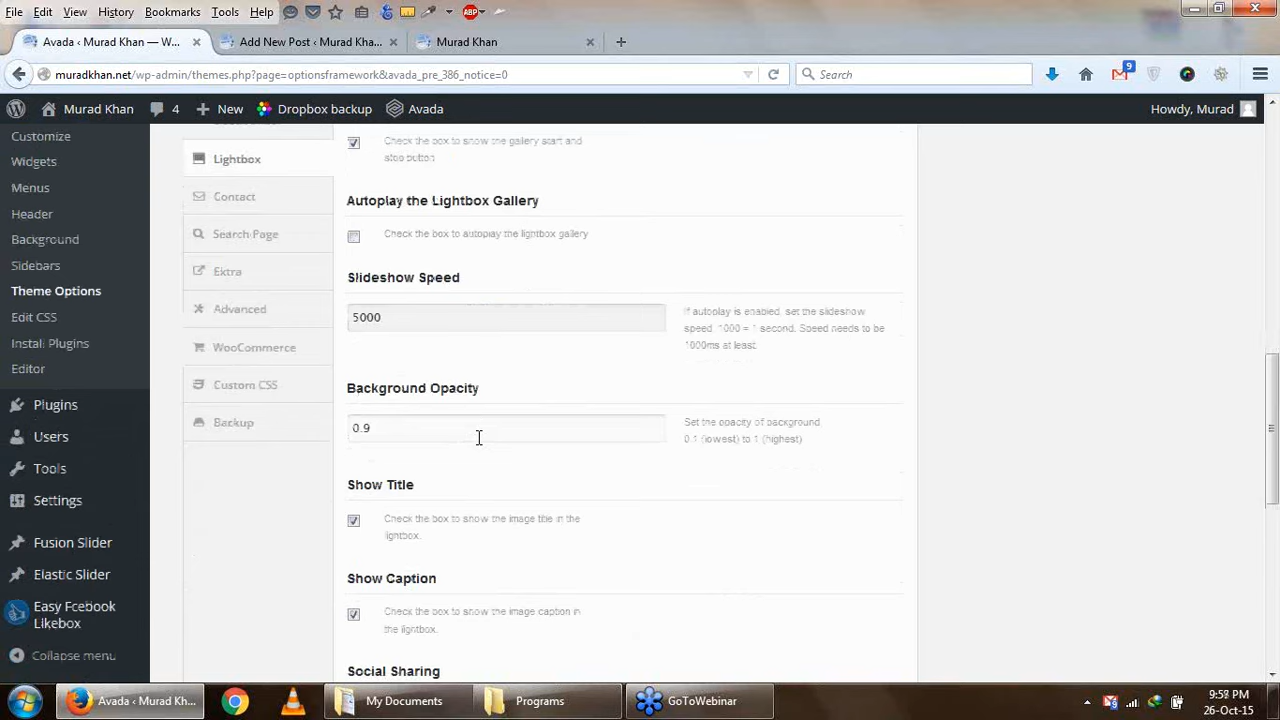 File Edit View History Bookmarks Tools Help
Avada ‹ Murad Khan — W... Add New Post ‹ Murad Kha... Murad Khan
muradkhan.net/wp-admin/themes.php?page=optionsframework&avada_pre_386_notice=0 Search 9
Murad Khan 4 New Dropbox backup Avada Howdy, Murad
Customize
Widgets
Menus
Header
Background
Sidebars
Theme Options
Edit CSS
Install Plugins
Editor
Plugins
Users
Tools
Settings
Fusion Slider
Elastic Slider
Easy Fcebook
Likebox
Collapse menu
Lightbox
Contact
Search Page
Extra
Advanced
WooCommerce
Custom CSS
Backup
Check the box to show the gallery start and
stop button
Autoplay the Lightbox Gallery
Check the box to autoplay the lightbox gallery
Slideshow Speed
5000
If autoplay is enabled, set the slideshow
speed, 1000 = 1 second. Speed needs to be
1000ms at least.
Background Opacity
0.9
Set the opacity of background,
0.1 (lowest) to 1 (highest)
Show Title
Check the box to show the image title in the
lightbox.
Show Caption
Check the box to show the image caption in
the lightbox.
Social Sharing
Avada ‹ Murad Kh... My Documents Programs GoToWebinar
9:58 PM
26-Oct-15